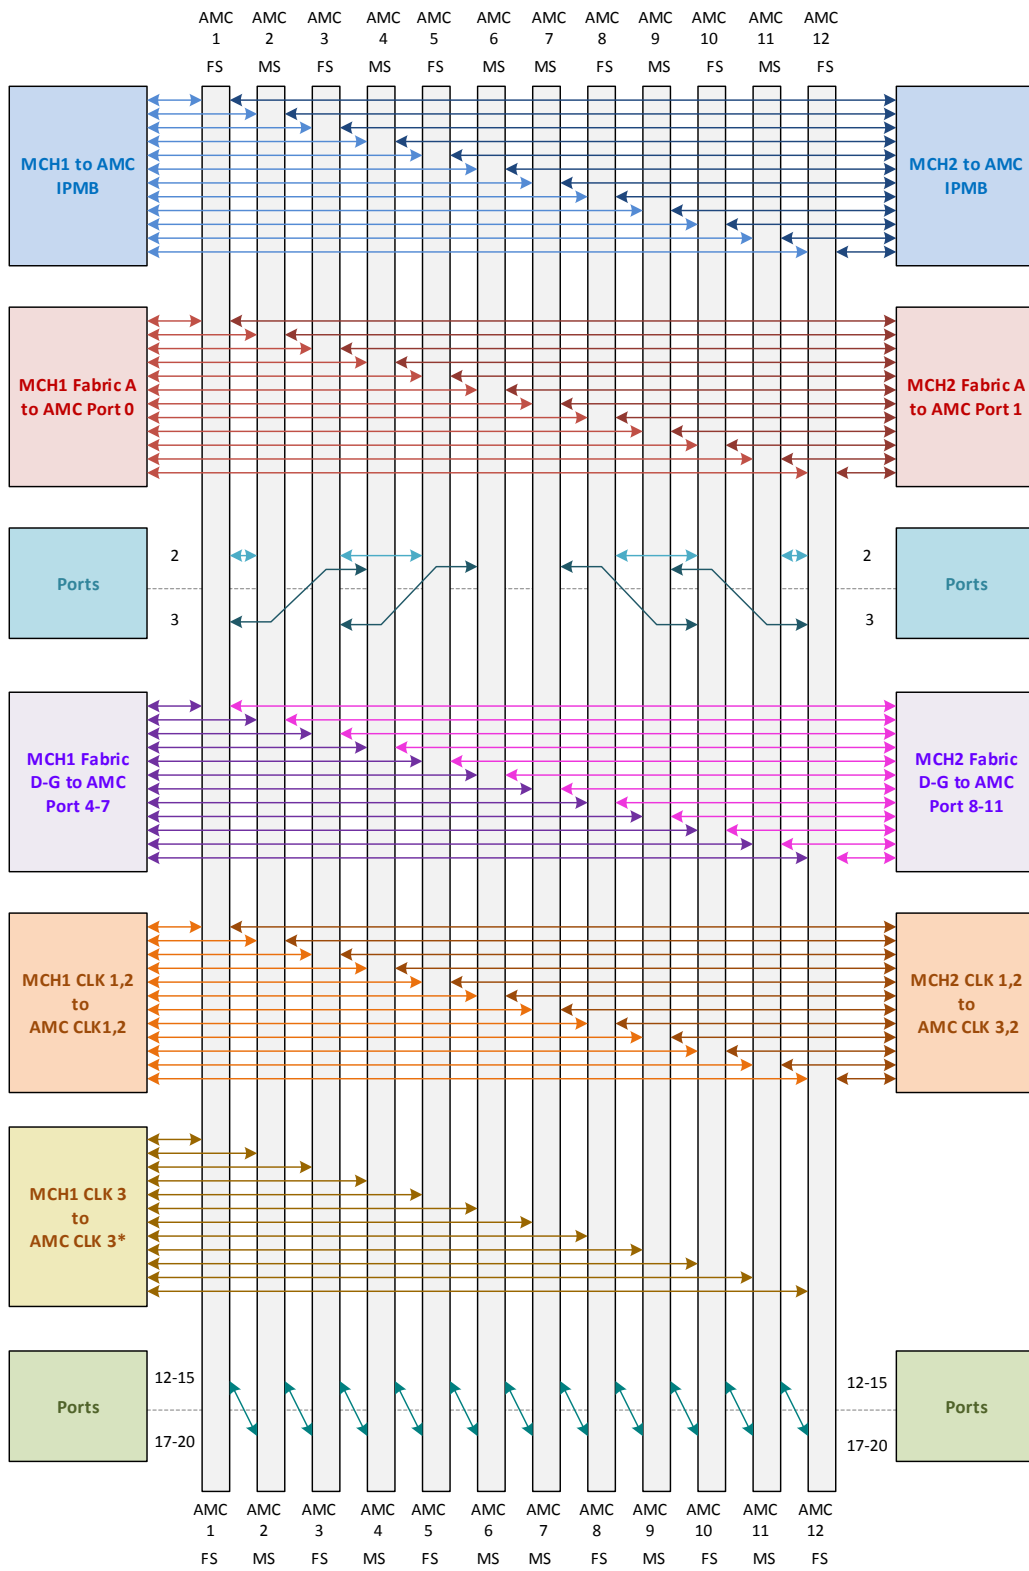 AMC AMC AMC AMC AMC AMC AMC AMC AMC AMC AMC AMC
1 2 3 4 5 6 7 8 9 10 11 12
FS MS FS MS FS MS MS FS MS FS MS FS
MCH1 to AMC
IPMB
MCH2 to AMC
IPMB
MCH1 Fabric A
to AMC Port 0
MCH2 Fabric A
to AMC Port 1
Ports
2
3
2
3
Ports
MCH1 Fabric
D-G to AMC
Port 4-7
MCH2 Fabric
D-G to AMC
Port 8-11
MCH1 CLK 1,2
to
AMC CLK1,2
MCH2 CLK 1,2
to
AMC CLK 3,2
MCH1 CLK 3
to
AMC CLK 3*
Ports
12-15
17-20
12-15
17-20
Ports
AMC AMC AMC AMC AMC AMC AMC AMC AMC AMC AMC AMC
1 2 3 4 5 6 7 8 9 10 11 12
FS MS FS MS FS MS MS FS MS FS MS FS